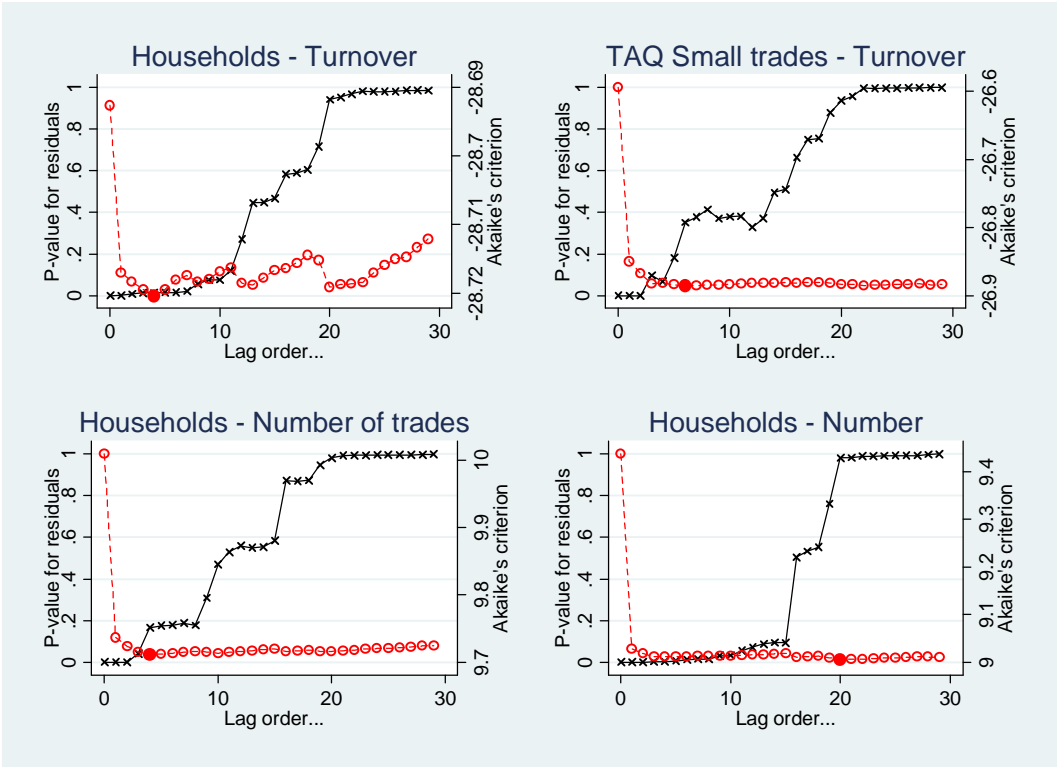 Households - Turnover
P-value for residuals
0 .2 .4 .6 .8 1
-28.72 -28.71 -28.7 -28.69
Akaike's criterion
0 10 20 30
Lag order...
TAQ Small trades - Turnover
P-value for residuals
0 .2 .4 .6 .8 1
-26.9 -26.8 -26.7 -26.6
Akaike's criterion
0 10 20 30
Lag order...
Households - Number of trades
P-value for residuals
0 .2 .4 .6 .8 1
9.7 9.8 9.9 10
Akaike's criterion
0 10 20 30
Lag order...
Households - Number
P-value for residuals
0 .2 .4 .6 .8 1
9 9.1 9.2 9.3 9.4
Akaike's criterion
0 10 20 30
Lag order...